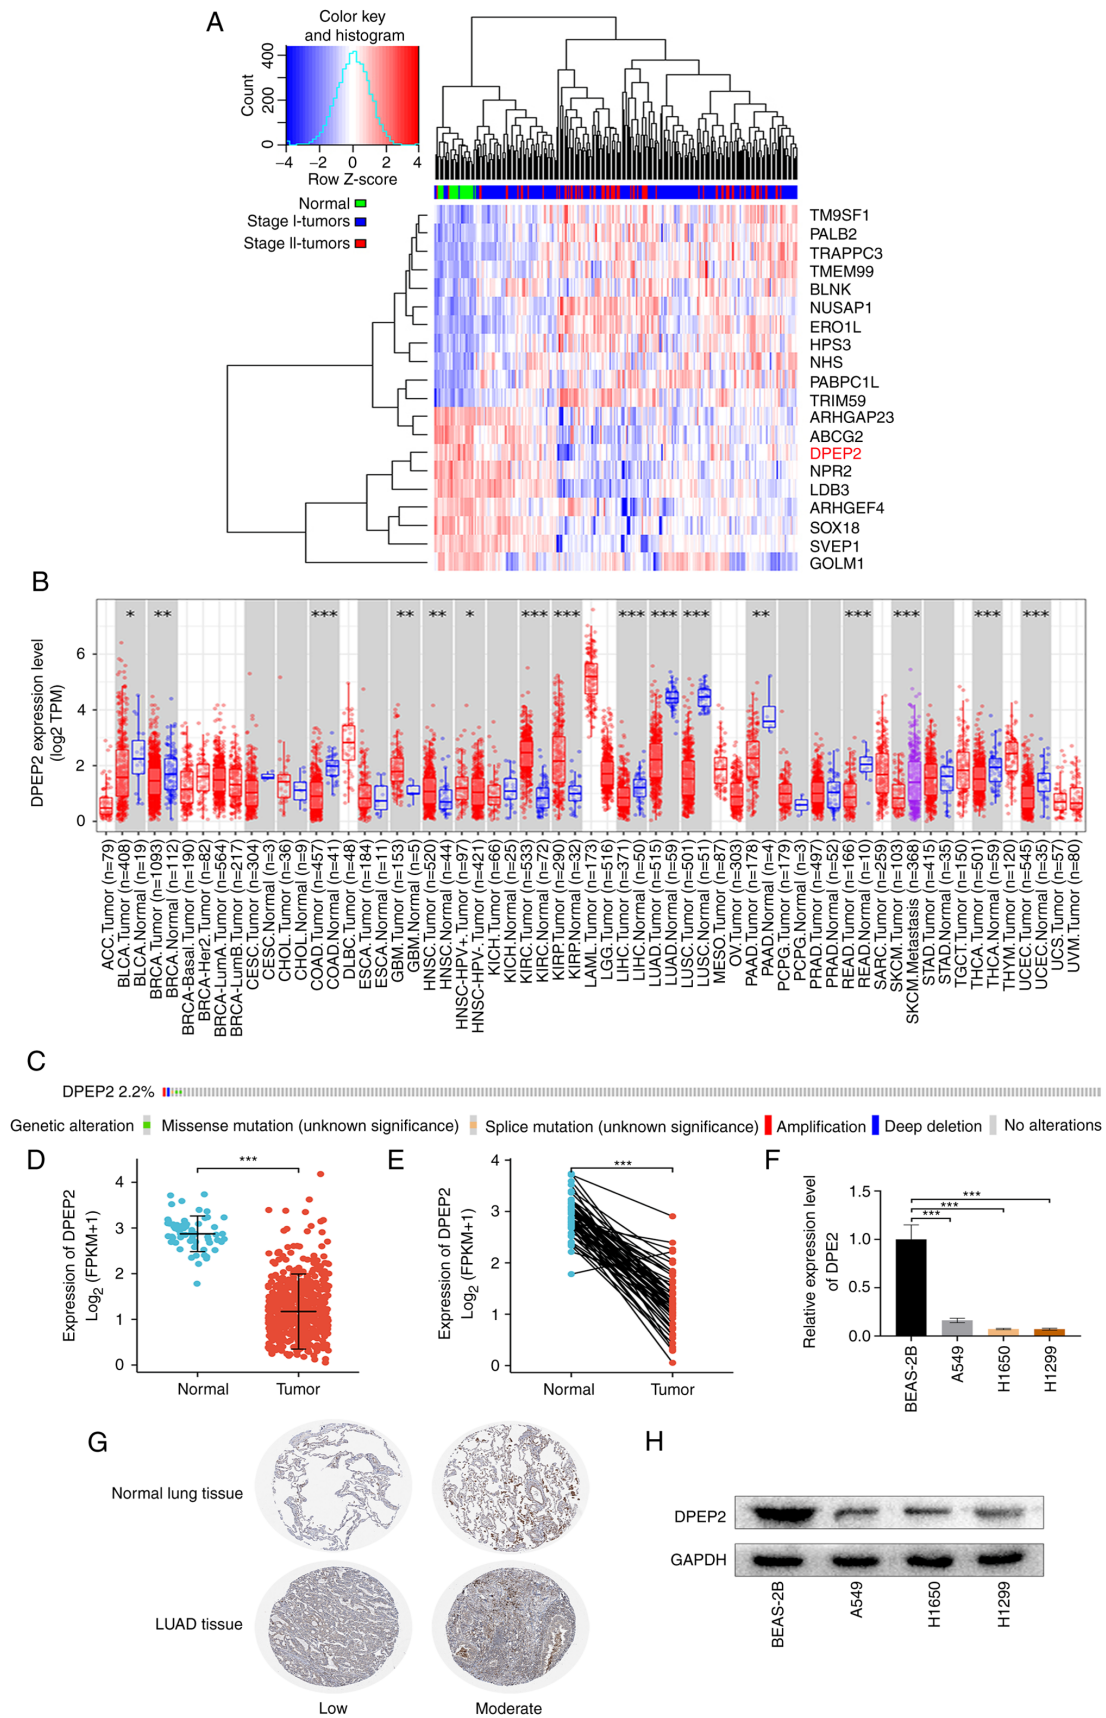 A
Color key
and histogram
Count
400
200
0
−4 −2 0 2 4
Row Z-score
Normal
Stage I-tumors
Stage II-tumors
TM9SF1
PALB2
TRAPPC3
TMEM99
BLNK
NUSAP1
ERO1L
HPS3
NHS
PABPC1L
TRIM59
ARHGAP23
ABCG2
DPEP2
NPR2
LDB3
ARHGEF4
SOX18
SVEP1
GOLM1
B
DPEP2 expression level
(log2 TPM)
6
4
2
0
* ** *** ** ** * *** *** *** *** *** ** *** *** *** ***
ACC.Tumor (n=79)
BLCA.Tumor (n=408)
BLCA.Normal (n=19)
BRCA.Tumor (n=1093)
BRCA.Normal (n=112)
BRCA-Basal.Tumor (n=190)
BRCA-Her2.Tumor (n=82)
BRCA-LumA.Tumor (n=564)
BRCA-LumB.Tumor (n=217)
CESC.Tumor (n=304)
CESC.Normal (n=3)
CHOL.Tumor (n=36)
CHOL.Normal (n=9)
COAD.Tumor (n=457)
COAD.Normal (n=41)
DLBC.Tumor (n=48)
ESCA.Tumor (n=184)
ESCA.Normal (n=11)
GBM.Tumor (n=153)
GBM.Normal (n=5)
HNSC.Tumor (n=520)
HNSC.Normal (n=44)
HNSC-HPV+.Tumor (n=97)
HNSC-HPV-.Tumor (n=421)
KICH.Tumor (n=66)
KICH.Normal (n=25)
KIRC.Tumor (n=533)
KIRC.Normal (n=72)
KIRP.Tumor (n=290)
KIRP.Normal (n=32)
LAML.Tumor (n=173)
LGG.Tumor (n=516)
LIHC.Tumor (n=371)
LIHC.Normal (n=50)
LUAD.Tumor (n=515)
LUAD.Normal (n=59)
LUSC.Tumor (n=501)
LUSC.Normal (n=51)
MESO.Tumor (n=87)
OV.Tumor (n=303)
PAAD.Tumor (n=178)
PAAD.Normal (n=4)
PCPG.Tumor (n=179)
PCPG.Normal (n=3)
PRAD.Tumor (n=497)
PRAD.Normal (n=52)
READ.Tumor (n=166)
READ.Normal (n=10)
SARC.Tumor (n=259)
SKCM.Tumor (n=103)
SKCM.Metastasis (n=368)
STAD.Tumor (n=415)
STAD.Normal (n=35)
TGCT.Tumor (n=150)
THCA.Tumor (n=501)
THCA.Normal (n=59)
THYM.Tumor (n=120)
UCEC.Tumor (n=545)
UCEC.Normal (n=35)
UCS.Tumor (n=57)
UVM.Tumor (n=80)
C
DPEP2 2.2%
Genetic alteration Missense mutation (unknown significance) Splice mutation (unknown significance) Amplification Deep deletion No alterations
D
Expression of DPEP2
Log2 (FPKM+1)
4
3
2
1
0
***
Normal Tumor
E
Expression of DPEP2
Log2 (FPKM+1)
4
3
2
1
0
***
Normal Tumor
F
Relative expression level
of DPE2
1.5
1.0
0.5
0.0
***
***
***
BEAS-2B
A549
H1650
H1299
G
Normal lung tissue
LUAD tissue
Low Moderate
H
DPEP2
GAPDH
BEAS-2B
A549
H1650
H1299